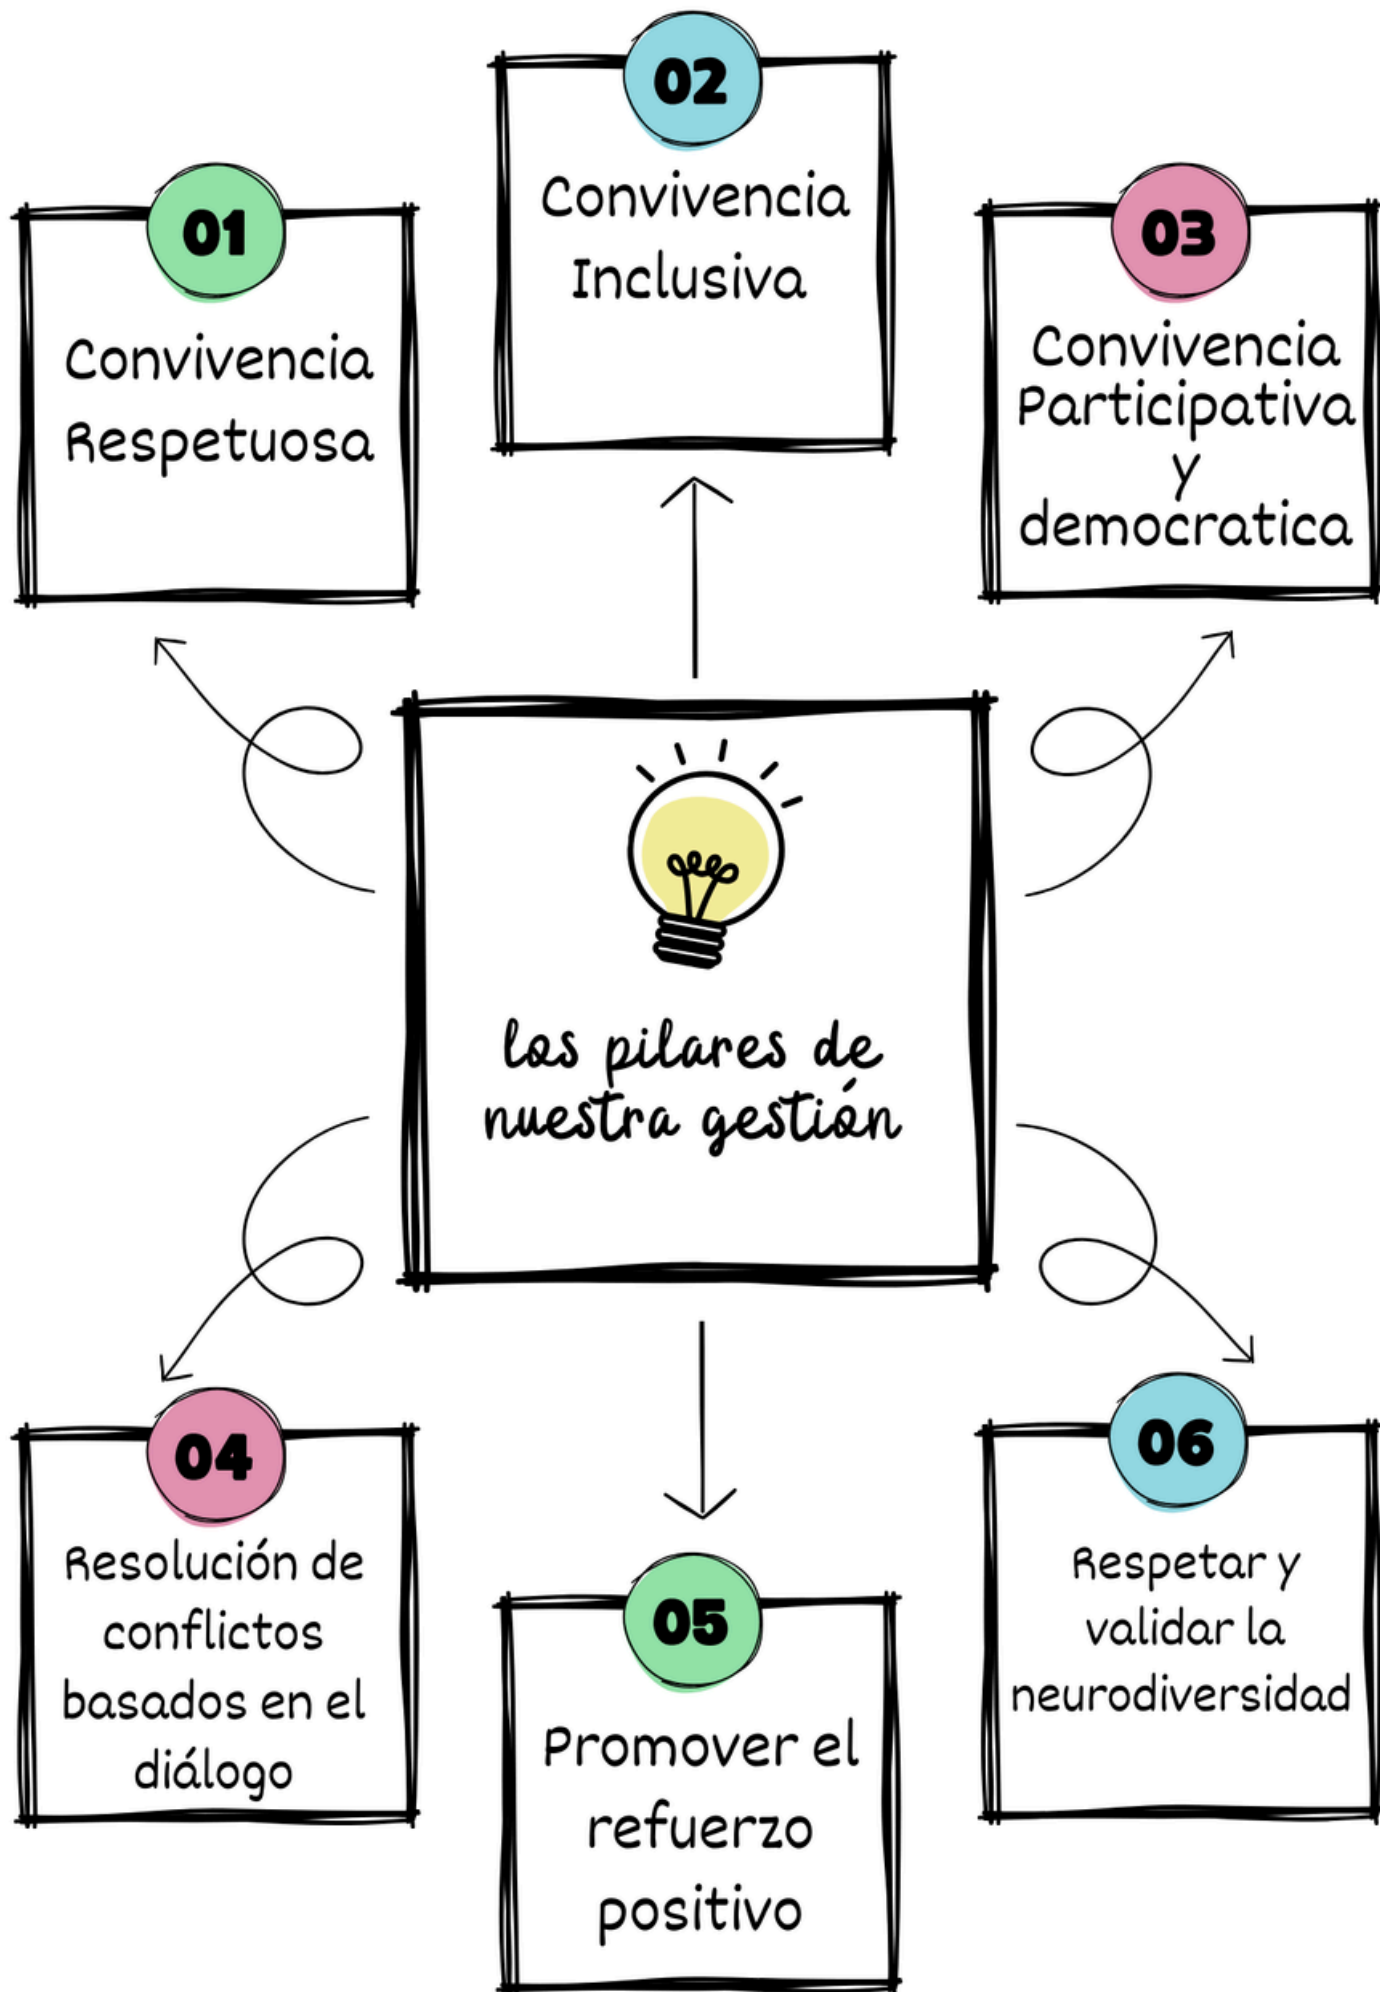 01
Convivencia
Respetuosa
02
Convivencia
Inclusiva
03
Convivencia
Participativa
y
democratica
los pilares de
nuestra gestión
04
Resolución de
conflictos
basados en el
diálogo
05
Promover el
refuerzo
positivo
06
Respetar y
validar la
neurodiversidad